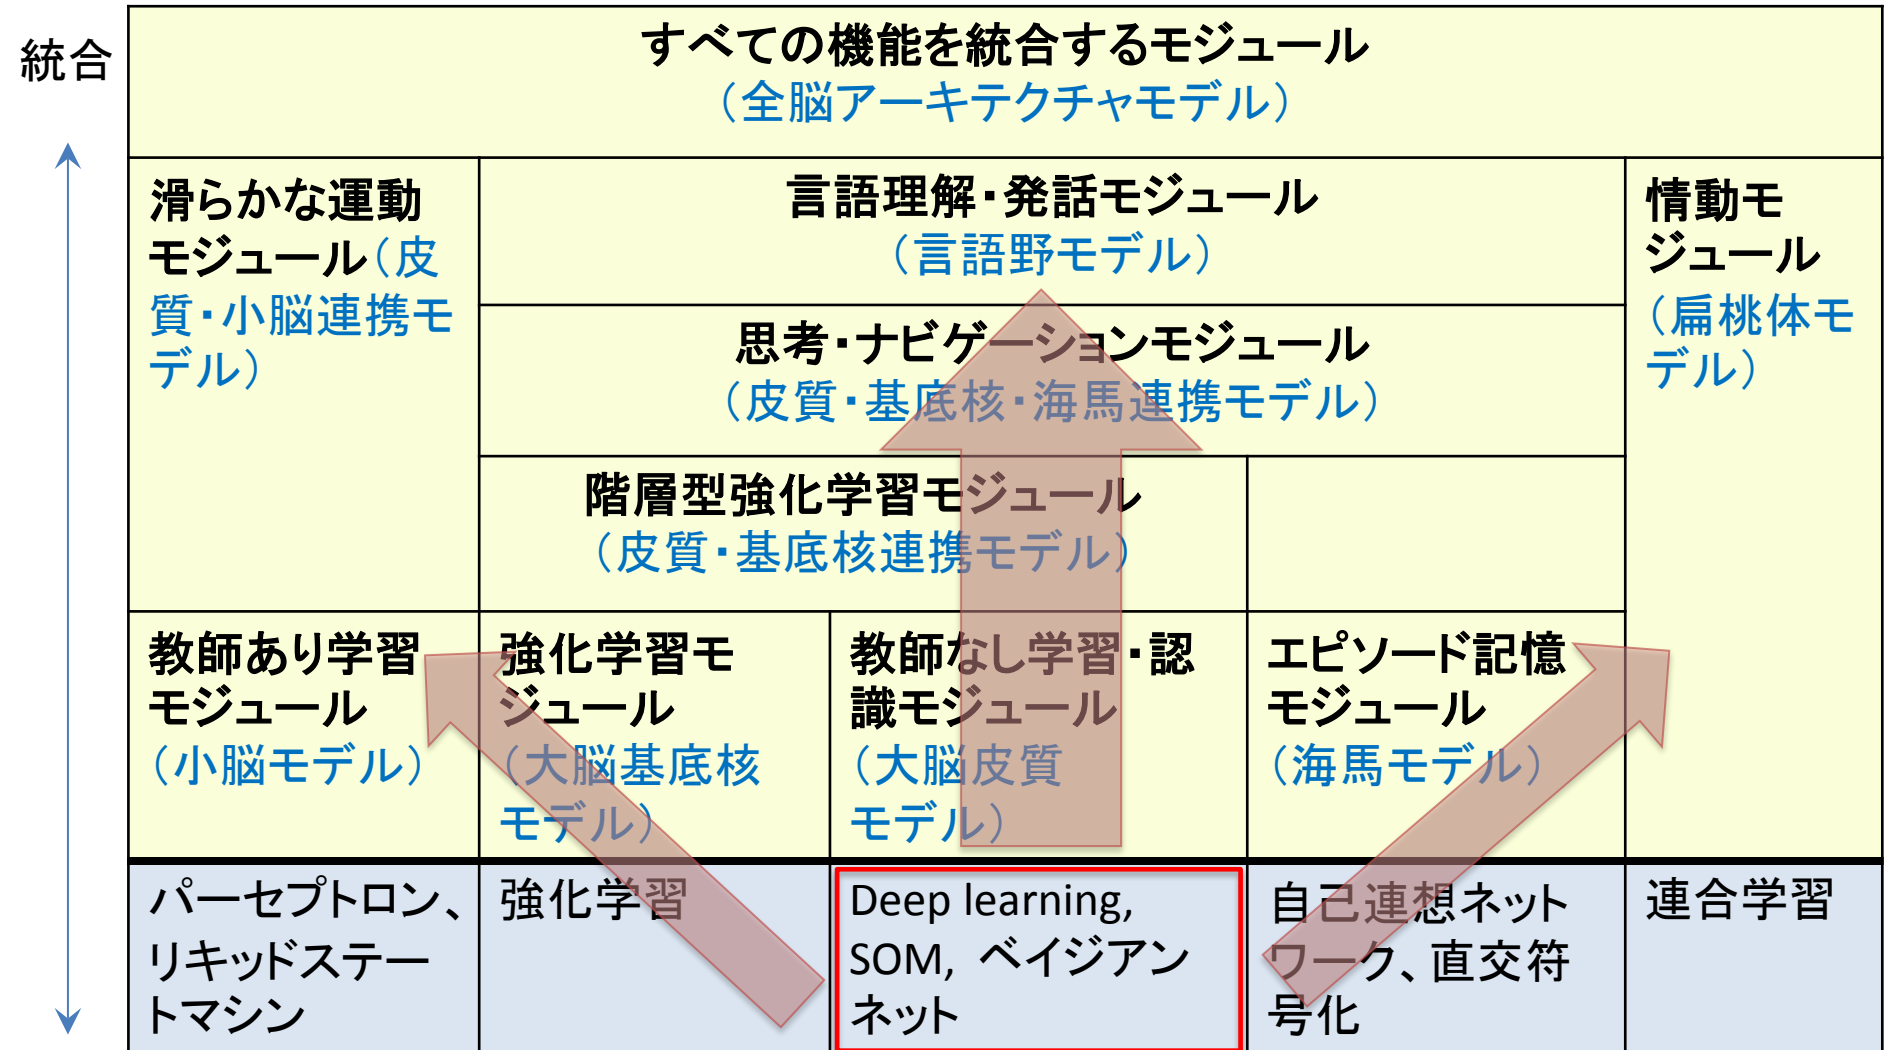 統合
すべての機能を統合するモジュール
（全脳アーキテクチャモデル）
滑らかな運動
モジュール（皮
質・小脳連携モ
デル）
言語理解・発話モジュール
（言語野モデル）
情動モ
ジュール
（扁桃体モ
デル）
思考・ナビゲーションモジュール
（皮質・基底核・海馬連携モデル）
階層型強化学習モジュール
（皮質・基底核連携モデル）
教師あり学習
モジュール
（小脳モデル）
強化学習モ
ジュール
（大脳基底核
モデル）
教師なし学習・認
識モジュール
（大脳皮質
モデル）
エピソード記憶
モジュール
（海馬モデル）
パーセプトロン、
リキッドステー
トマシン
強化学習
Deep learning,
SOM, ベイジアン
ネット
自己連想ネット
ワーク、直交符
号化
連合学習